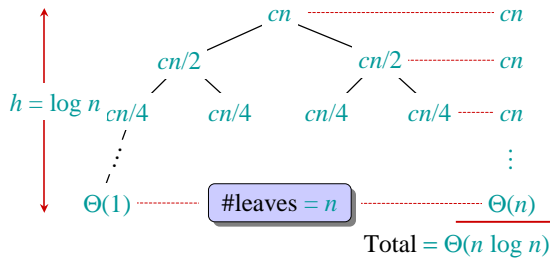 cn cn
cn/2 cn/2 cn
h = log n cn/4 cn/4 cn/4 cn/4 cn
⋮ ⋮
Θ(1) #leaves = n Θ(n)
Total = Θ(n log n)